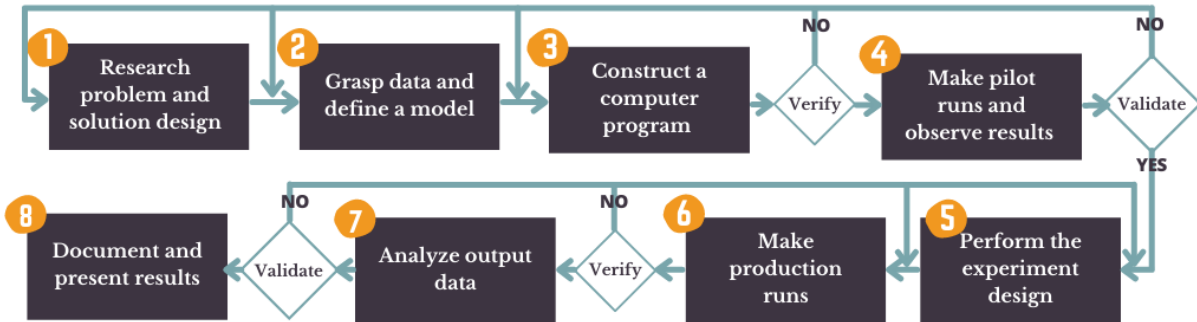 NO
NO
1
Research
problem and
solution design
2
Grasp data and
define a model
3
Construct a
computer
program
Verify
4
Make pilot
runs and
observe results
Validate
YES
NO
NO
8
Document and
present results
Validate
7
Analyze output
data
Verify
6
Make
production
runs
5
Perform the
experiment
design